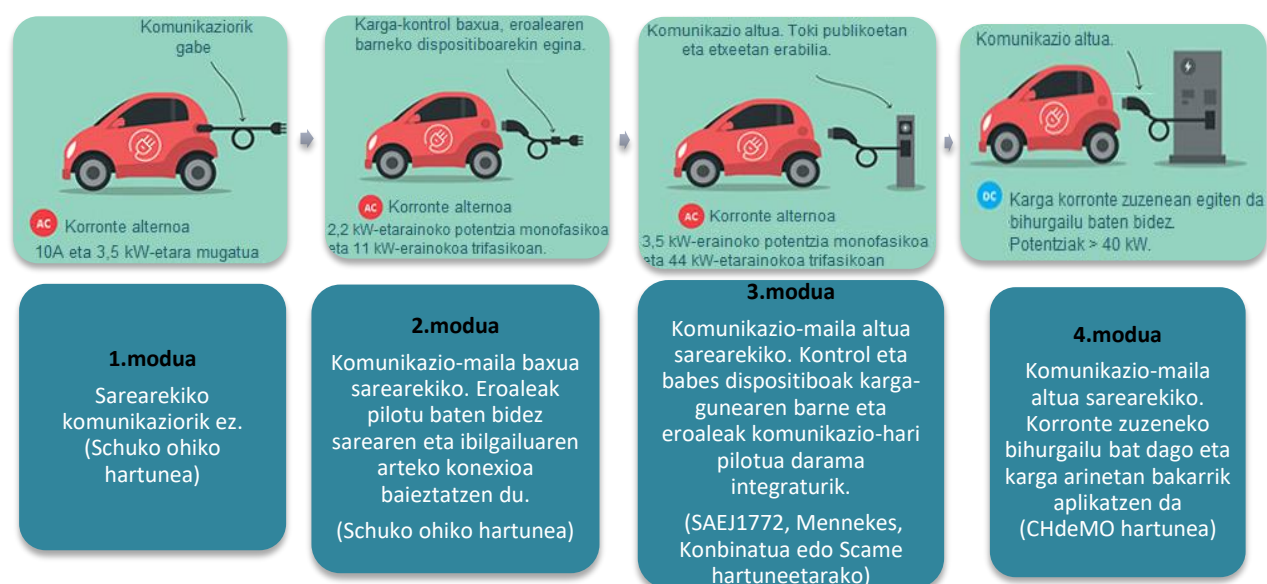 Komunikaziorik
gabe
AC Korronte alternoa
10A eta 3,5 kW-etara mugatua
Karga-kontrol baxua, eroalearen
barneko dispositiboarekin egina.
AC Korronte alternoa
2,2 kW-etarainoko potentzia monofasikoa
eta 11 kW-erainokoa trifasikoan.
Komunikazio altua. Toki publikoetan
eta etxeetan erabilia.
AC Korronte alternoa
3,5 kW-erainoko potentzia monofasikoa
eta 44 kW-etarainokoa trifasikoan
Komunikazio altua.
DC Karga korronte zuzenean egiten da
bihurgailu baten bidez.
Potentziak > 40 kW.
1.modua
Sarearekiko
komunikaziorik ez.
(Schuko ohiko
hartunea)
2.modua
Komunikazio-maila baxua
sarearekiko. Eroaleak
pilotu baten bidez
sarearen eta ibilgailuaren
arteko konexioa
baieztatzen du.
(Schuko ohiko hartunea)
3.modua
Komunikazio-maila altua
sarearekiko. Kontrol eta
babes dispositiboak karga-
gunearen barne eta
eroaleak komunikazio-hari
pilotua darama
integraturik.
(SAEJ1772, Mennekes,
Konbinatua edo Scame
hartuneetarako)
4.modua
Komunikazio-maila
altua sarearekiko.
Korronte zuzeneko
bihurgailu bat dago eta
karga arinetan bakarrik
aplikatzen da
(CHdeMO hartunea)